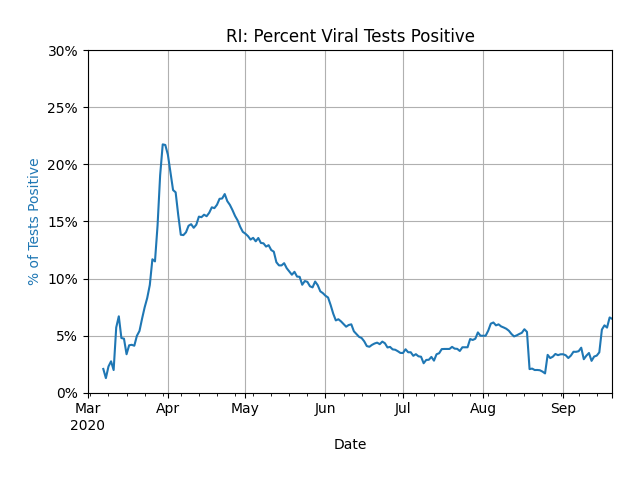 RI: Percent Viral Tests Positive
30%
25%
20%
15%
10%
5%
0%
% of Tests Positive
Mar Apr May Jun Jul Aug Sep
2020
Date